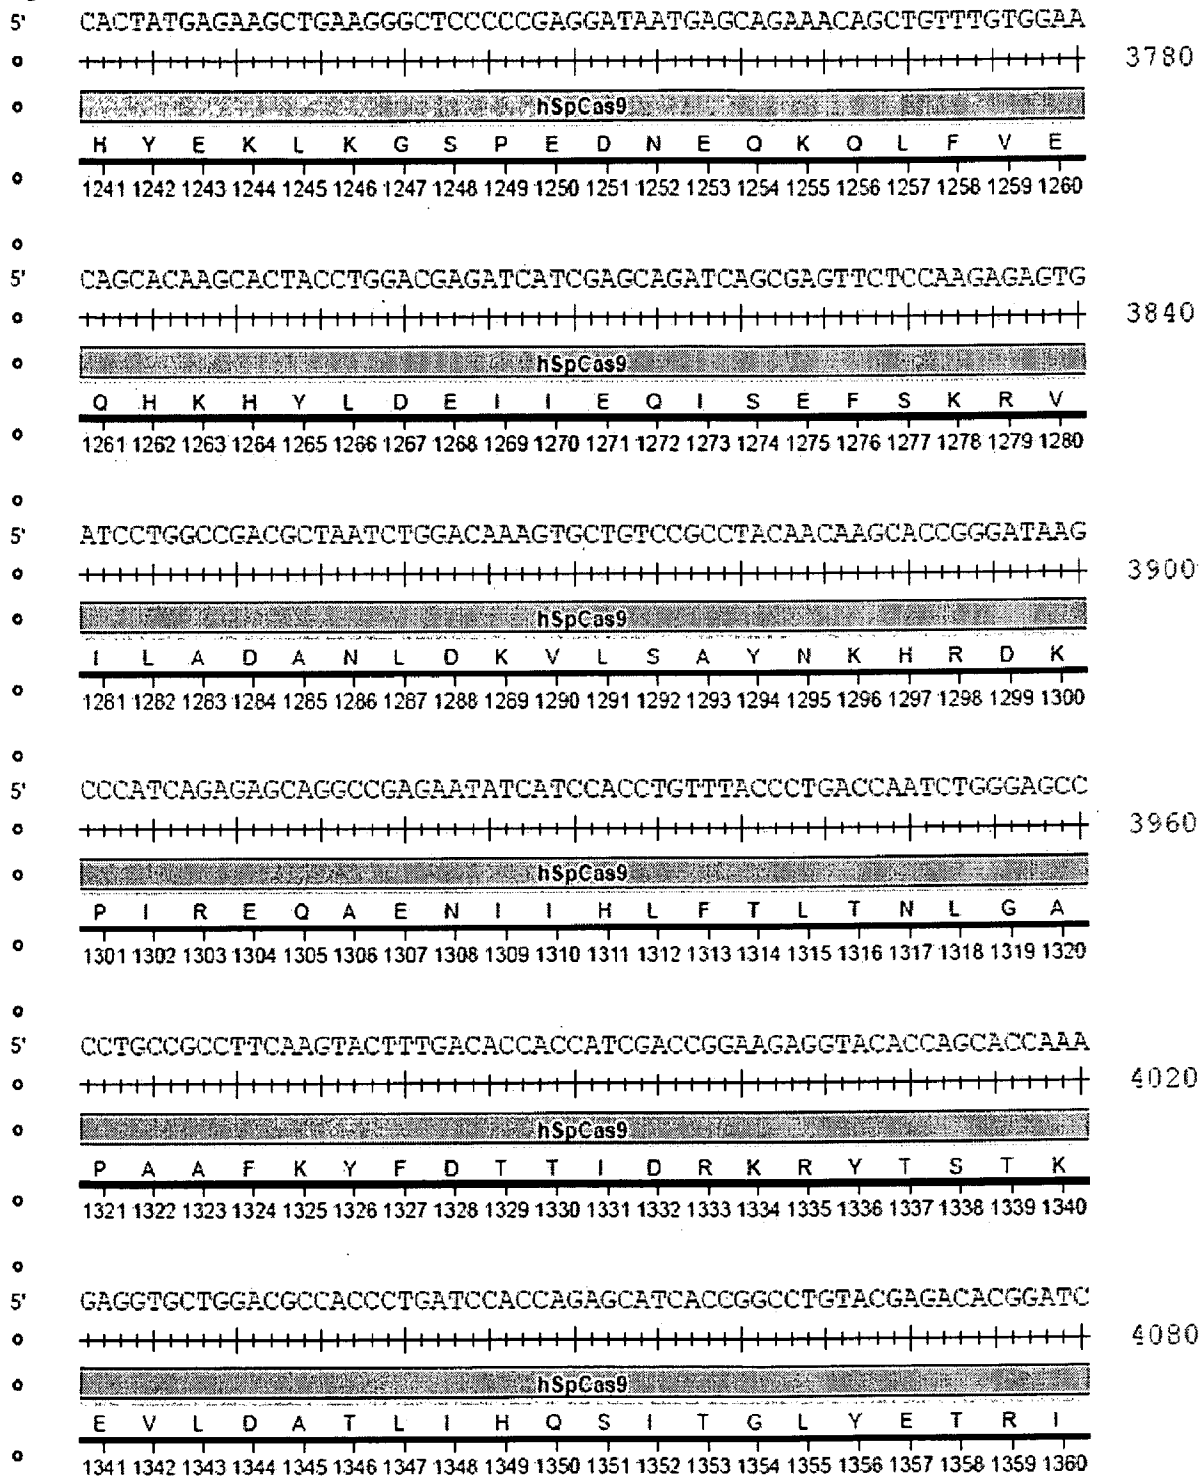 5' CACTATGAGAAGCTGAAGGGCTCCCCCGAGGATAATGAGCAGAAACAGCTGTTTGTGGAA
3780
hSpCas9
H Y E K L K G S P E D N E Q K Q L F V E
1241 1242 1243 1244 1245 1246 1247 1248 1249 1250 1251 1252 1253 1254 1255 1256 1257 1258 1259 1260
5' CAGCACAAGCACTACCTGGACGAGATCATCGAGCAGATCAGCGAGTTCTCCAAGAGAGTG
3840
hSpCas9
Q H K H Y L D E I I E Q I S E F S K R V
1261 1262 1263 1264 1265 1266 1267 1268 1269 1270 1271 1272 1273 1274 1275 1276 1277 1278 1279 1280
5' ATCCTGGCCGACGCTAATCTGGACAAAGTGCTGTCCGCCTACAACAAGCACCGGGATAAG
3900
hSpCas9
I L A D A N L D K V L S A Y N K H R D K
1281 1282 1283 1284 1285 1286 1287 1288 1289 1290 1291 1292 1293 1294 1295 1296 1297 1298 1299 1300
5' CCCATCAGAGAGCAGGCCGAGAATATCATCCACCTGTTTACCCTGACCAATCTGGGAGCC
3960
hSpCas9
P I R E Q A E N I I H L F T L T N L G A
1301 1302 1303 1304 1305 1306 1307 1308 1309 1310 1311 1312 1313 1314 1315 1316 1317 1318 1319 1320
5' CCTGCCGCCTTCAAGTACTTTGACACCACCATCGACCGGAAGAGGTACACCAGCACCAAA
4020
hSpCas9
P A A F K Y F D T T I D R K R Y T S T K
1321 1322 1323 1324 1325 1326 1327 1328 1329 1330 1331 1332 1333 1334 1335 1336 1337 1338 1339 1340
5' GAGGTGCTGGACGCCACCCTGATCCACCAGAGCATCACCGGCCTGTACGAGACACGGATC
4080
hSpCas9
E V L D A T L I H Q S I T G L Y E T R I
1341 1342 1343 1344 1345 1346 1347 1348 1349 1350 1351 1352 1353 1354 1355 1356 1357 1358 1359 1360